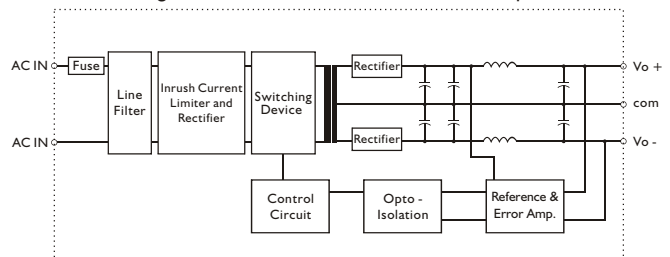 AC IN
Fuse
Line
Filter
Inrush Current
Limiter and
Rectifier
Switching
Device
Rectifier
Vo +
com
AC IN
Rectifier
Vo -
Control
Circuit
Opto -
Isolation
Reference &
Error Amp.